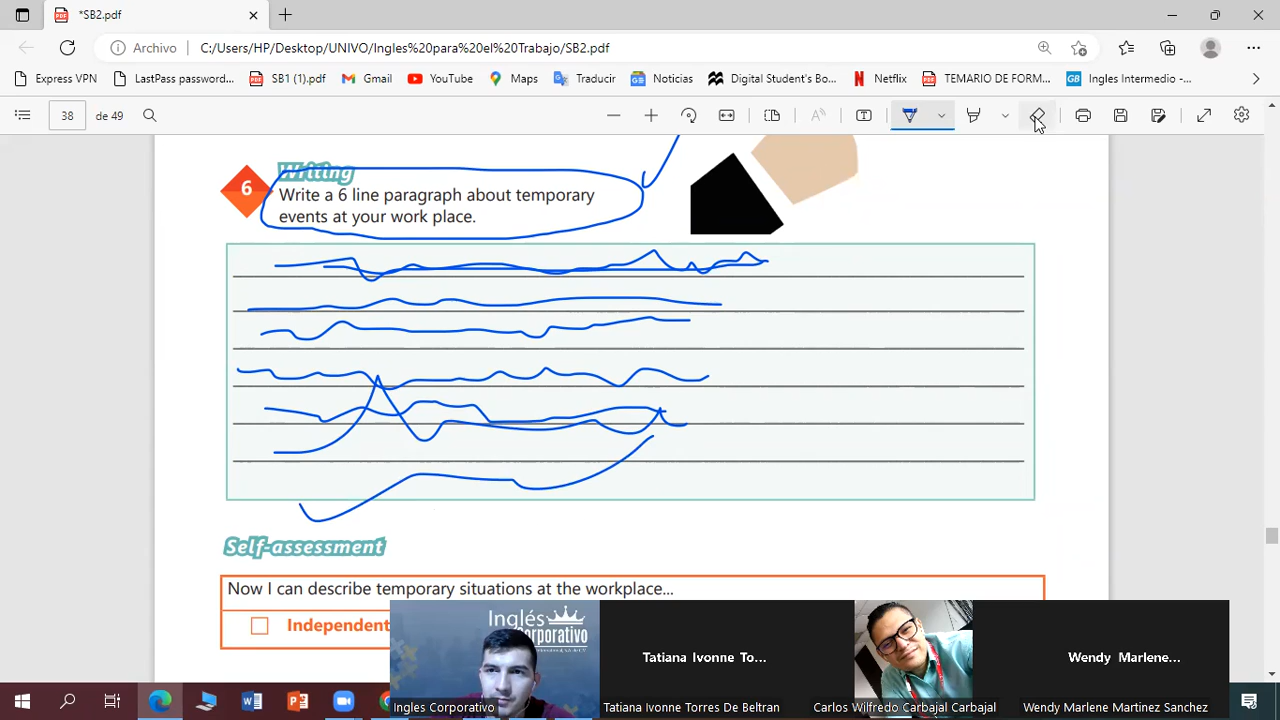 *SB2.pdf
Archivo C:/Users/HP/Desktop/UNIVO/Ingles%20para%20el%20Trabajo/SB2.pdf
Express VPN LastPass password... SB1 (1).pdf Gmail YouTube Maps Traducir Noticias Digital Student's Bo... Netflix TEMARIO DE FORM... Ingles Intermedio -...
38 de 49
6 Writing
Write a 6 line paragraph about temporary
events at your work place.
Self-assessment
Now I can describe temporary situations at the workplace...
Independent
Inglés
Corporativo
Tatiana Ivonne To...
Wendy Marlene...
Ingles Corporativo
Tatiana Ivonne Torres De Beltran
Carlos Wilfredo Carbajal Carbajal
Wendy Marlene Martinez Sanchez